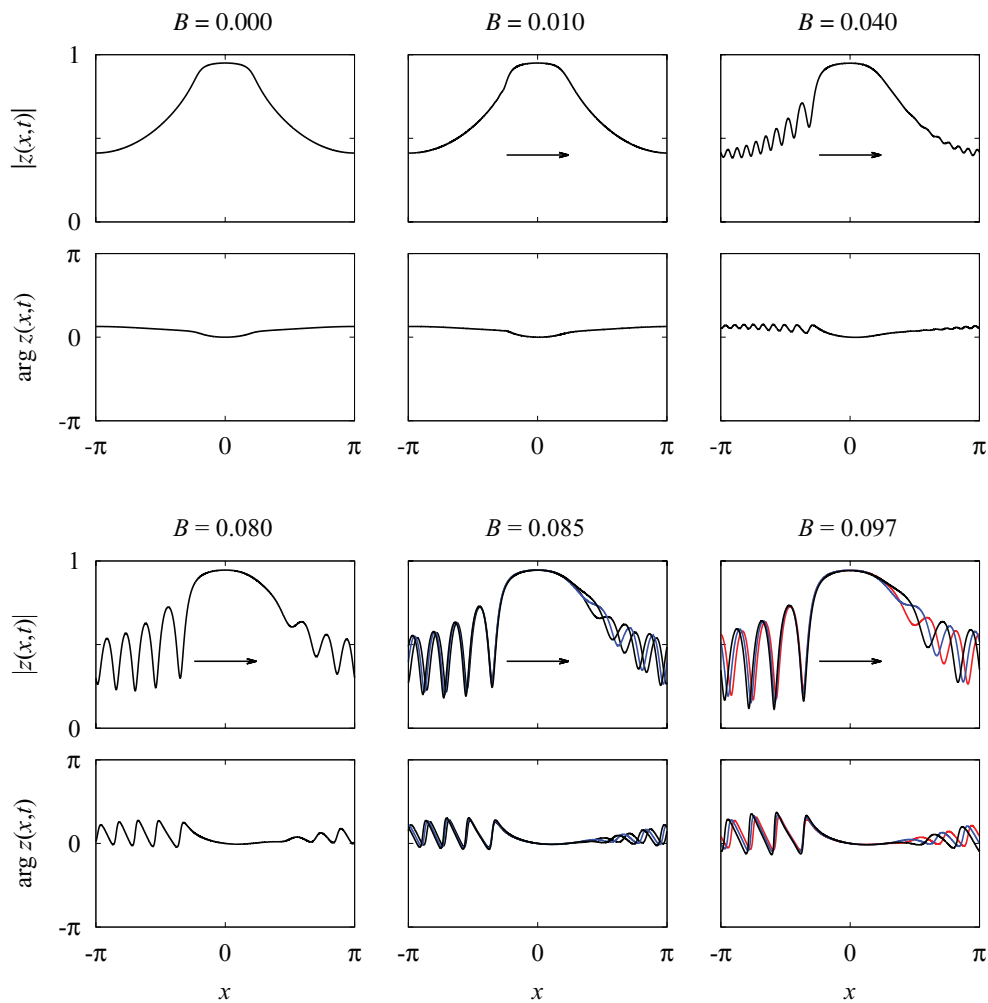 B = 0.000 B = 0.010 B = 0.040
1
|z(x,t)|
0
π
arg z(x,t)
0
-π
-π 0 π -π 0 π -π 0 π
B = 0.080 B = 0.085 B = 0.097
1
|z(x,t)|
0
π
arg z(x,t)
0
-π
-π 0 π -π 0 π -π 0 π
x x x